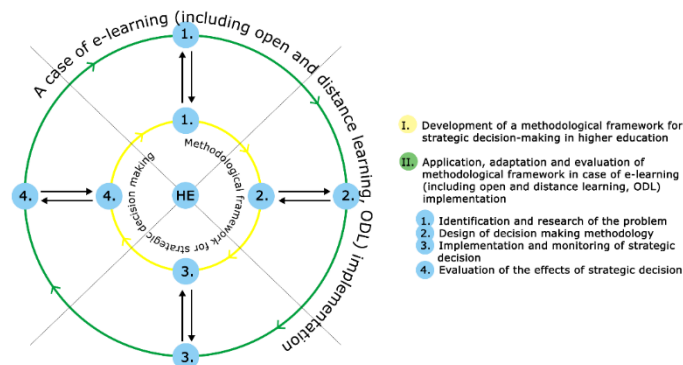 A case of e-learning (including open and distance learning, ODL) implementation
1.
1.
Methodological framework for strategic decision making
4.
4.
HE
2.
2.
3.
3.
I. Development of a methodological framework for
strategic decision-making in higher education
II. Application, adaptation and evaluation of
methodological framework in case of e-learning
(including open and distance learning, ODL)
implementation
1. Identification and research of the problem
2. Design of decision making methodology
3. Implementation and monitoring of strategic
decision
4. Evaluation of the effects of strategic decision